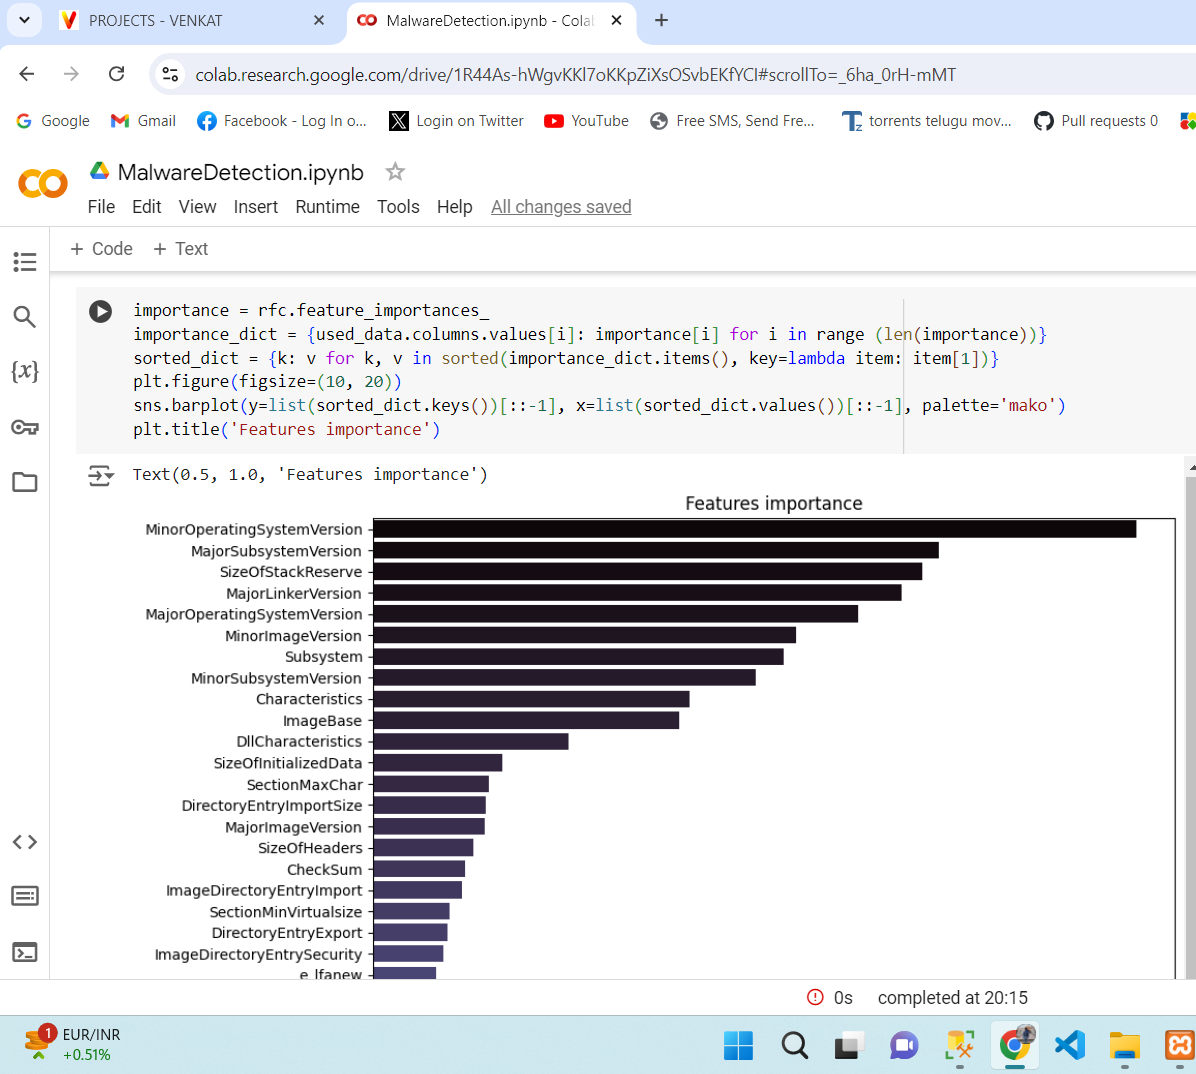 PROJECTS - VENKAT
MalwareDetection.ipynb - Cola
colab.research.google.com/drive/1R44As-hWgvKKl7oKKpZiXsOSvbEKfYCI#scrollTo=_6ha_0rH-mMT
Google
Gmail
Facebook - Log In o...
Login on Twitter
YouTube
Free SMS, Send Fre...
torrents telugu mov...
Pull requests 0
MalwareDetection.ipynb
File Edit View Insert Runtime Tools Help All changes saved
+ Code + Text
importance = rfc.feature_importances_
importance_dict = {used_data.columns.values[i]: importance[i] for i in range (len(importance))}
sorted_dict = {k: v for k, v in sorted(importance_dict.items(), key=lambda item: item[1])}
plt.figure(figsize=(10, 20))
sns.barplot(y=list(sorted_dict.keys())[::-1], x=list(sorted_dict.values())[::-1], palette='mako')
plt.title('Features importance')
Text(0.5, 1.0, 'Features importance')
Features importance
MinorOperatingSystemVersion
MajorSubsystemVersion
SizeOfStackReserve
MajorLinkerVersion
MajorOperatingSystemVersion
MinorImageVersion
Subsystem
MinorSubsystemVersion
Characteristics
ImageBase
DllCharacteristics
SizeOfInitializedData
SectionMaxChar
DirectoryEntryImportSize
MajorImageVersion
SizeOfHeaders
CheckSum
ImageDirectoryEntryImport
SectionMinVirtualsize
DirectoryEntryExport
ImageDirectoryEntrySecurity
e_lfanew
0s completed at 20:15
1
EUR/INR
+0.51%